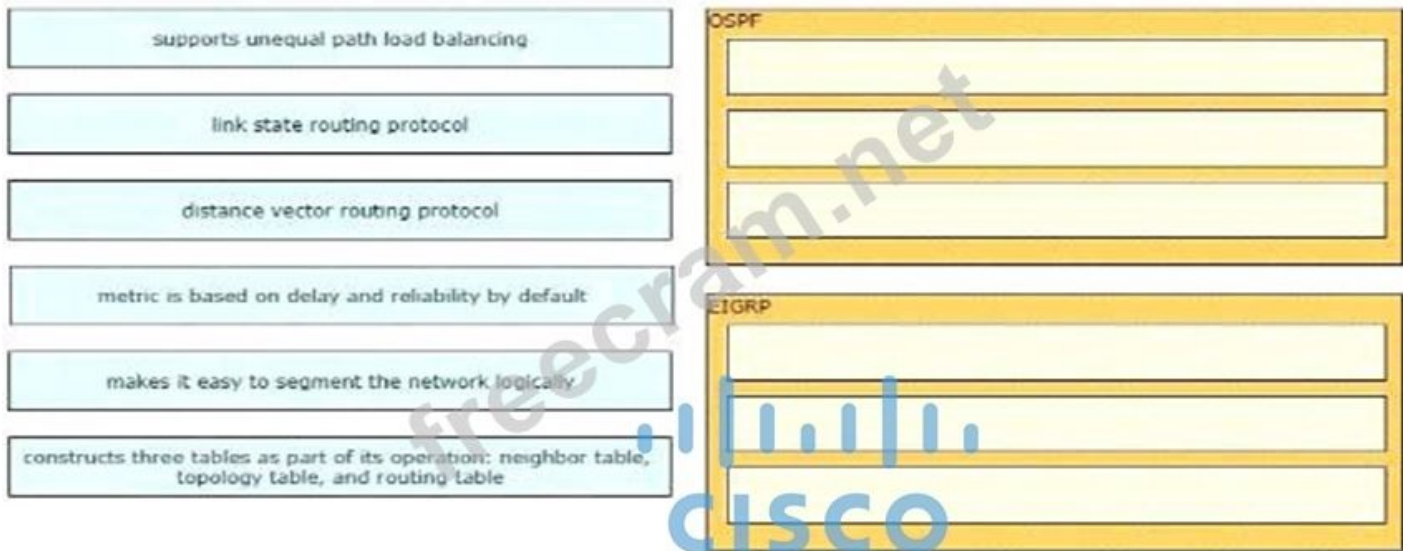 supports unequal path load balancing
link state routing protocol
distance vector routing protocol
metric is based on delay and reliability by default
makes it easy to segment the network logically
constructs three tables as part of its operation: neighbor table,
topology table, and routing table
OSPF
EIGRP
freecram.net
CISCO